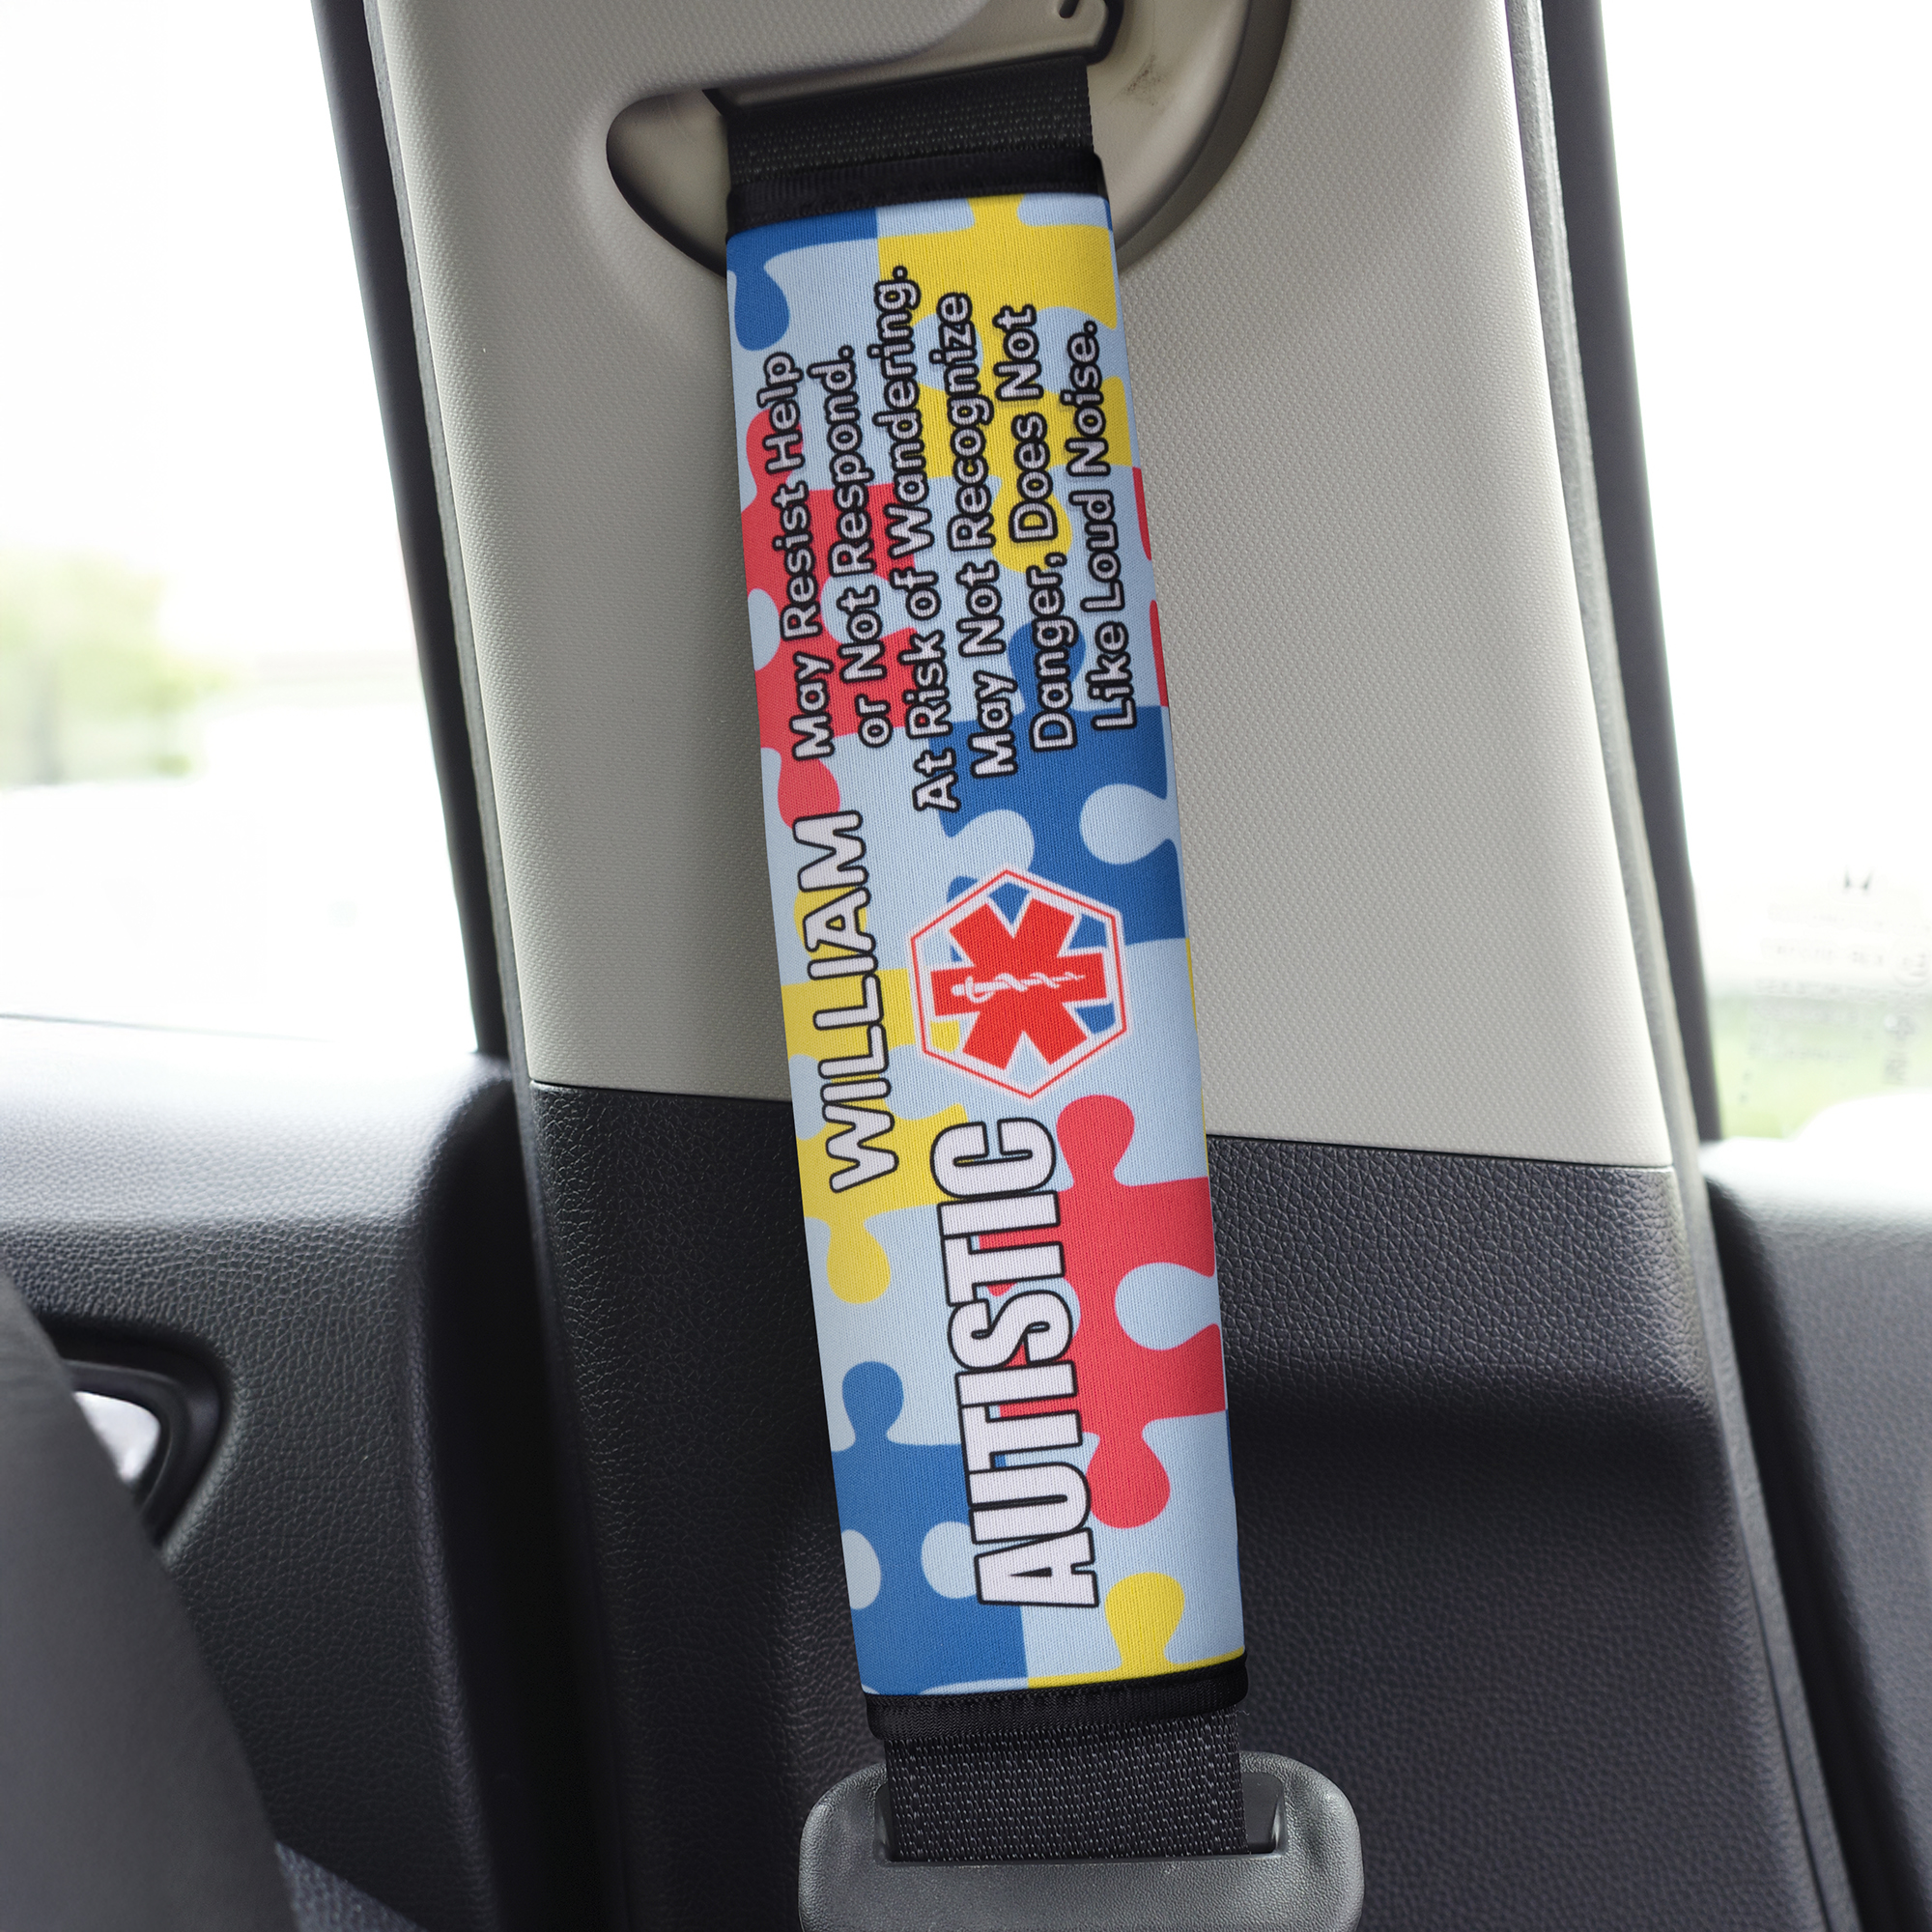 WILLIAM
AUTISTIC
May Resist Help
or Not Respond.
At Risk of Wandering.
May Not Recognize
Danger, Does Not
Like Loud Noise.